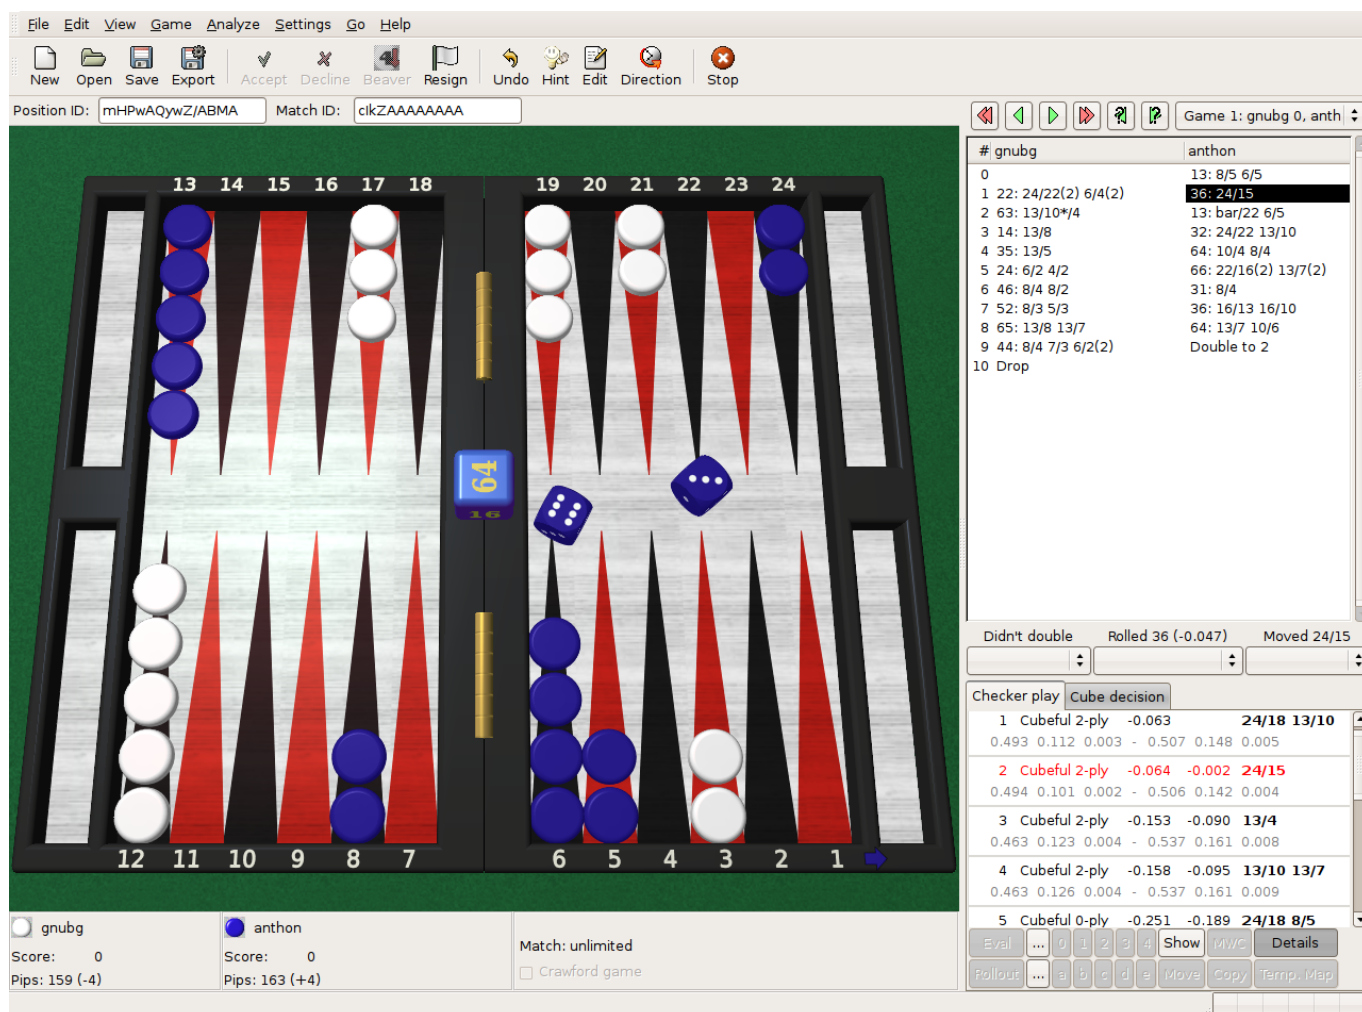 File Edit View Game Analyze Settings Go Help
New Open Save Export Accept Decline Beaver Resign Undo Hint Edit Direction Stop
Position ID: mHPwAQywZ/ABMA Match ID: cIkZAAAAAAAA
Game 1: gnubg 0, anth
# gnubg anthon
0 13: 8/5 6/5
1 22: 24/22(2) 6/4(2) 36: 24/15
2 63: 13/10*/4 13: bar/22 6/5
3 14: 13/8 32: 24/22 13/10
4 35: 13/5 64: 10/4 8/4
5 24: 6/2 4/2 66: 22/16(2) 13/7(2)
6 46: 8/4 8/2 31: 8/4
7 52: 8/3 5/3 36: 16/13 16/10
8 65: 13/8 13/7 64: 13/7 10/6
9 44: 8/4 7/3 6/2(2) Double to 2
10 Drop
13 14 15 16 17 18 19 20 21 22 23 24
64
16
12 11 10 9 8 7 6 5 4 3 2 1
Didn't double Rolled 36 (-0.047) Moved 24/15
Checker play Cube decision
1 Cubeful 2-ply -0.063 24/18 13/10
0.493 0.112 0.003 - 0.507 0.148 0.005
2 Cubeful 2-ply -0.064 -0.002 24/15
0.494 0.101 0.002 - 0.506 0.142 0.004
3 Cubeful 2-ply -0.153 -0.090 13/4
0.463 0.123 0.004 - 0.537 0.161 0.008
4 Cubeful 2-ply -0.158 -0.095 13/10 13/7
0.463 0.126 0.004 - 0.537 0.161 0.009
5 Cubeful 0-ply -0.251 -0.189 24/18 8/5
Eval ... 0 1 2 3 4 Show MWC Details
Rollout ... a b c d e Move Copy Temp. Map
gnubg
Score: 0
Pips: 159 (-4)
anthon
Score: 0
Pips: 163 (+4)
Match: unlimited
Crawford game